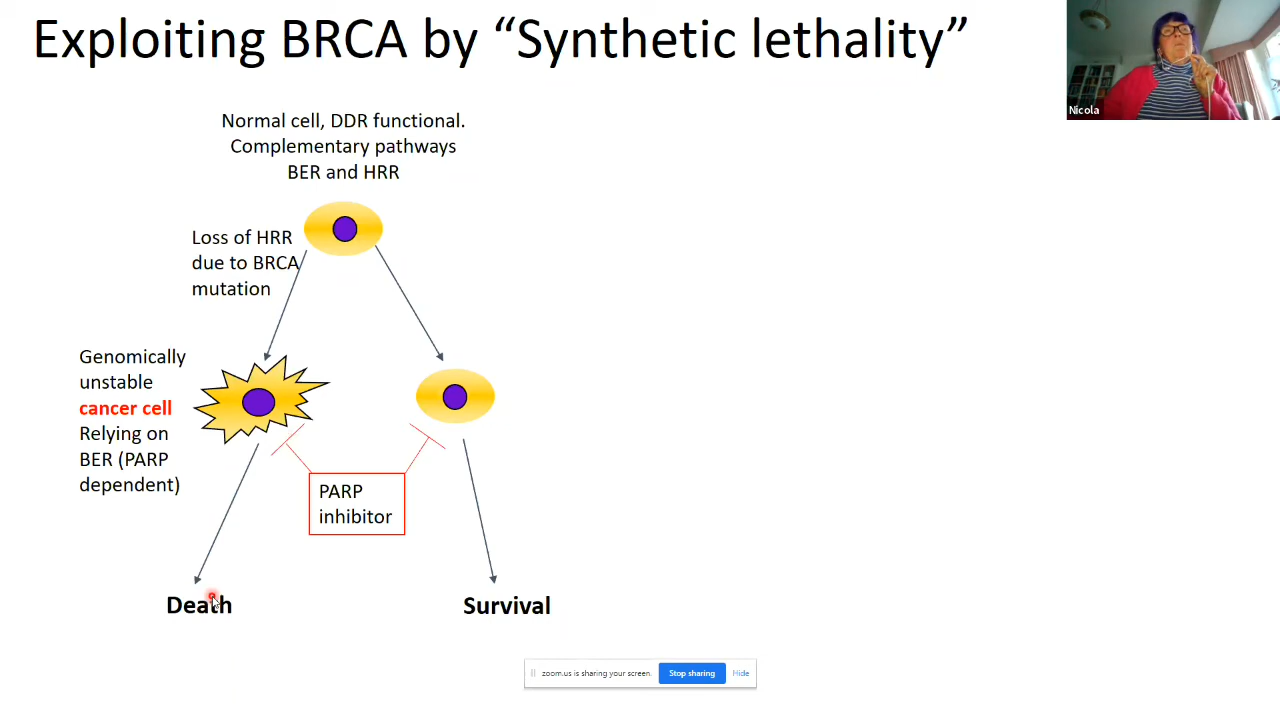 Exploiting BRCA by “Synthetic lethality”
Nicola
Normal cell, DDR functional.
Complementary pathways
BER and HRR
Loss of HRR
due to BRCA
mutation
Genomically
unstable
cancer cell
Relying on
BER (PARP
dependent)
PARP
inhibitor
Death
Survival
zoom.us is sharing your screen.
Stop sharing
Hide